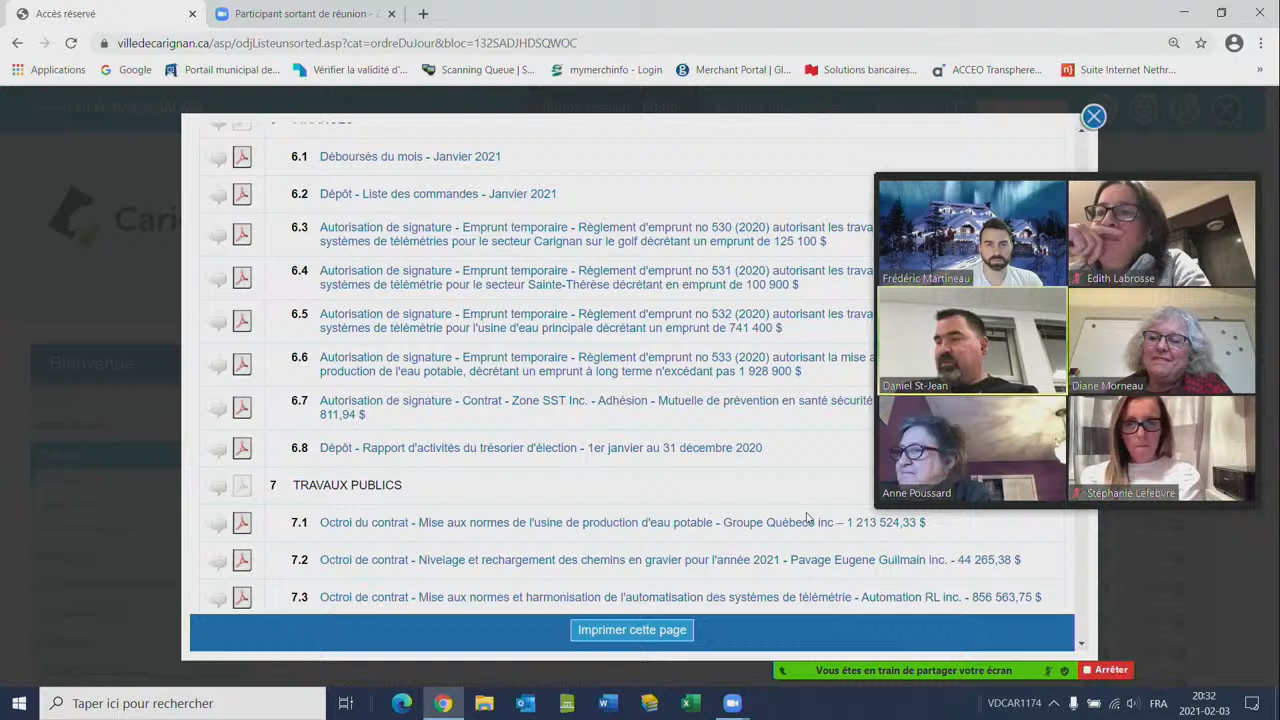 Accès réservé
Participant sortant de réunion - Z
villedecarignan.ca/asp/odjListeunsorted.asp?cat=ordreDuJour&bloc=132SADJHDSQWOC
Applications
Google
Portail municipal de...
Vérifier la validité d'...
Scanning Queue | S...
mymerchinfo - Login
Merchant Portal | Gl...
Solutions bancaires...
ACCEO Transphere...
Suite Internet Nethr...
6.1 Déboursés du mois - Janvier 2021
6.2 Dépôt - Liste des commandes - Janvier 2021
6.3 Autorisation de signature - Emprunt temporaire - Règlement d'emprunt no 530 (2020) autorisant les trava
systèmes de télémétries pour le secteur Carignan sur le golf décrétant un emprunt de 125 100 $
6.4 Autorisation de signature - Emprunt temporaire - Règlement d'emprunt no 531 (2020) autorisant les trava
systèmes de télémétrie pour le secteur Sainte-Thérèse décrétant en emprunt de 100 900 $
6.5 Autorisation de signature - Emprunt temporaire - Règlement d'emprunt no 532 (2020) autorisant les trava
systèmes de télémétrie pour l'usine d'eau principale décrétant un emprunt de 741 400 $
6.6 Autorisation de signature - Emprunt temporaire - Règlement d'emprunt no 533 (2020) autorisant la mise a
production de l'eau potable, décrétant un emprunt à long terme n'excédant pas 1 928 900 $
6.7 Autorisation de signature - Contrat - Zone SST Inc. - Adhésion - Mutuelle de prévention en santé sécurité
811,94 $
6.8 Dépôt - Rapport d'activités du trésorier d'élection - 1er janvier au 31 décembre 2020
7 TRAVAUX PUBLICS
7.1 Octroi du contrat - Mise aux normes de l'usine de production d'eau potable - Groupe Québeco inc – 1 213 524,33 $
7.2 Octroi de contrat - Nivelage et rechargement des chemins en gravier pour l'année 2021 - Pavage Eugene Guilmain inc. - 44 265,38 $
7.3 Octroi de contrat - Mise aux normes et harmonisation de l'automatisation des systèmes de télémétrie - Automation RL inc. - 856 563,75 $
Imprimer cette page
Bienvenue
Cari
Frédéric Martineau
Edith Labrosse
Daniel St-Jean
Diane Morneau
Anne Poussard
Stéphanie Lefebvre
Vous êtes en train de partager votre écran
Arrêter
Taper ici pour rechercher
VDCAR1174
FRA
20:32
2021-02-03